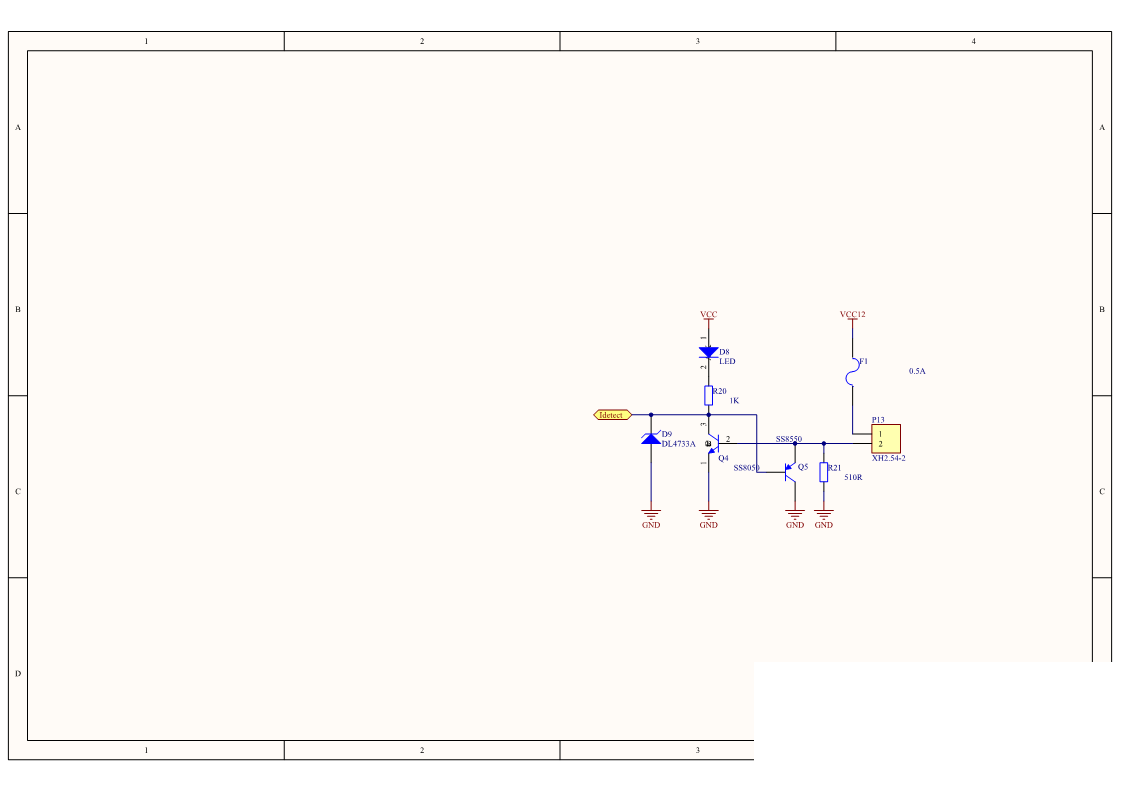 1 2 3 4
A A
B B
VCC VCC12
1
D8
LED
F1
2
0.5A
R20
1K
Idetect
P13
3
D9
DL4733A
2
SS8550
1
2
Q4
XH2.54-2
1
SS8050
Q5
R21
510R
C C
GND GND GND GND
D
1 2 3